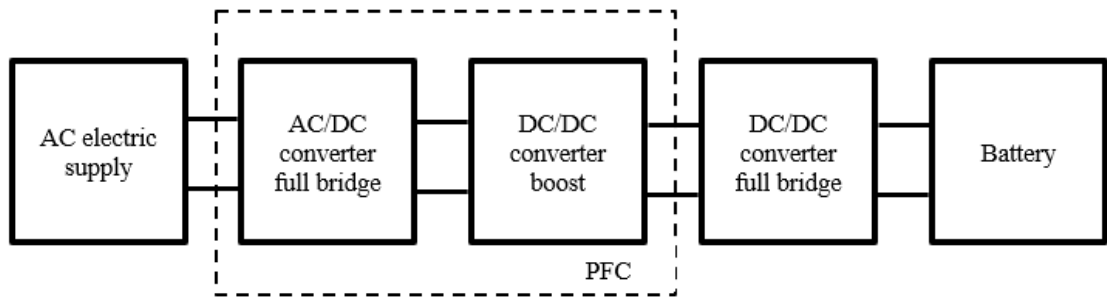 AC electric
supply
AC/DC
converter
full bridge
DC/DC
converter
boost
DC/DC
converter
full bridge
Battery
PFC